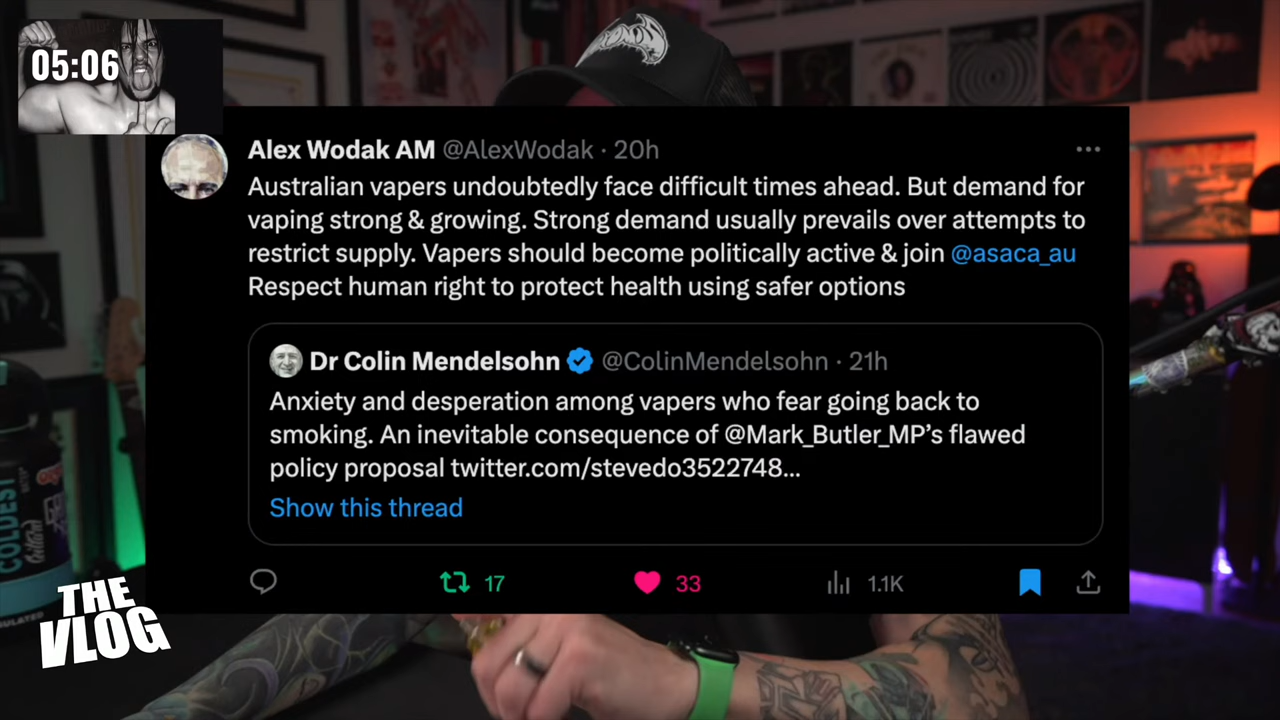 05:06
Alex Wodak AM @AlexWodak · 20h
Australian vapers undoubtedly face difficult times ahead. But demand for
vaping strong & growing. Strong demand usually prevails over attempts to
restrict supply. Vapers should become politically active & join @asaca_au
Respect human right to protect health using safer options
Dr Colin Mendelsohn @ColinMendelsohn · 21h
Anxiety and desperation among vapers who fear going back to
smoking. An inevitable consequence of @Mark_Butler_MP’s flawed
policy proposal twitter.com/stevedo3522748...
Show this thread
17
33
1.1K
COLDEST
THE
VLOG